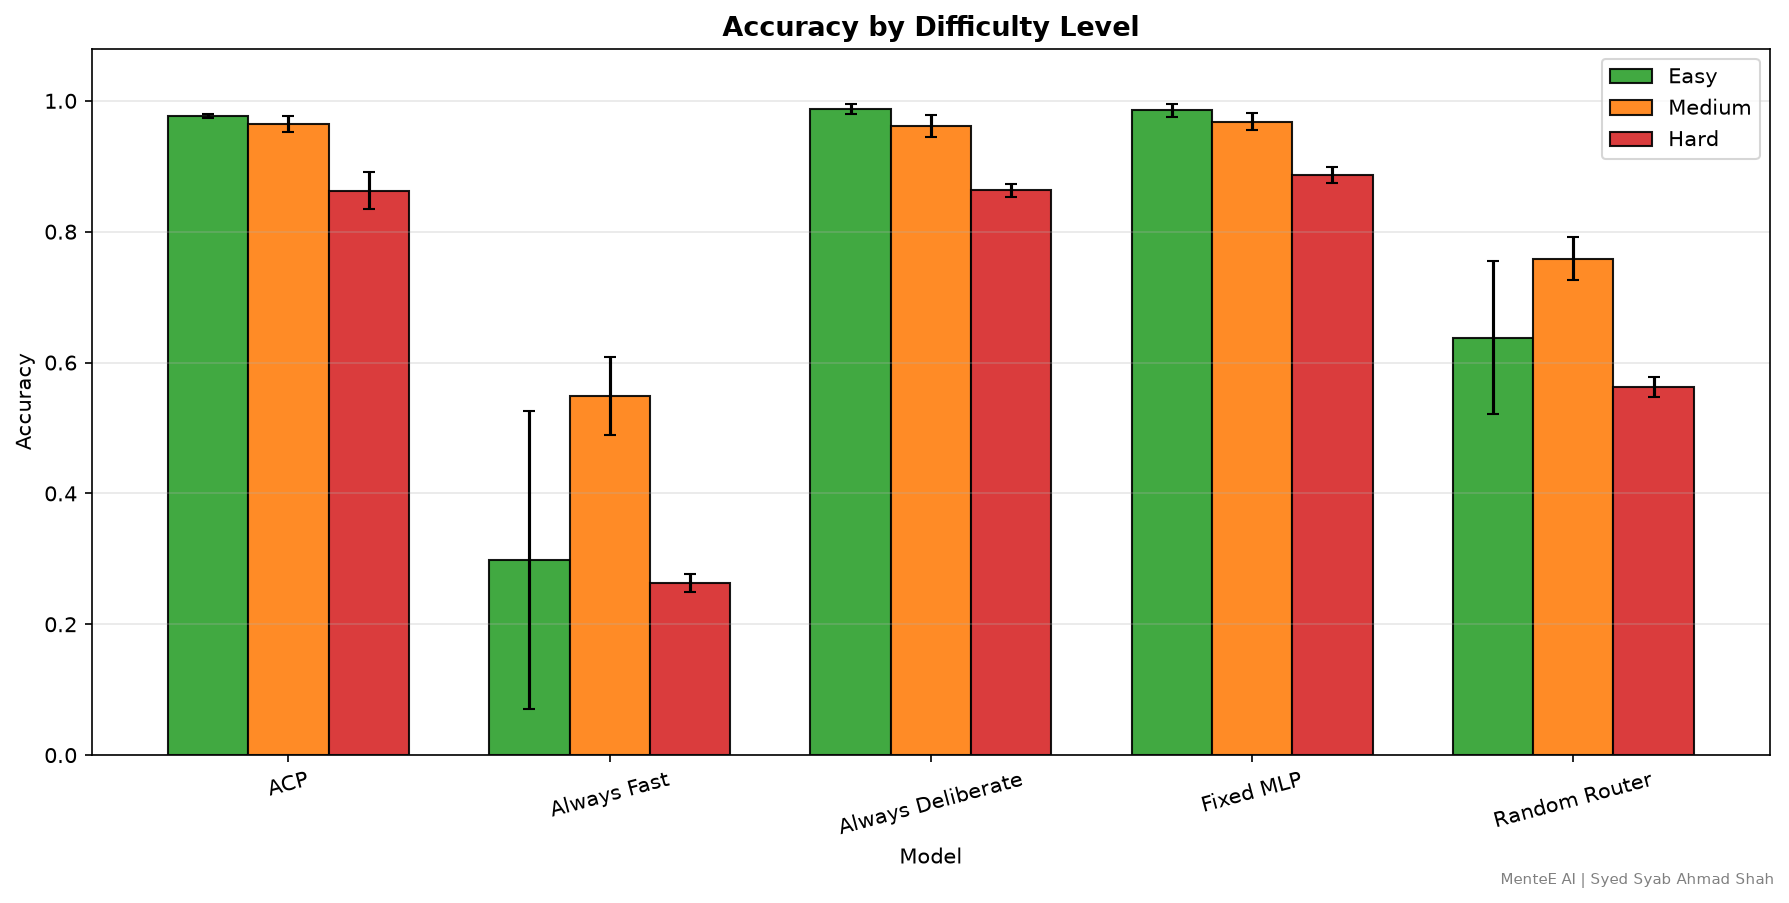 Accuracy by Difficulty Level
Easy
Medium
Hard
Accuracy
1.0
0.8
0.6
0.4
0.2
0.0
ACP
Always Fast
Always Deliberate
Fixed MLP
Random Router
Model
MenteE AI | Syed Syab Ahmad Shah